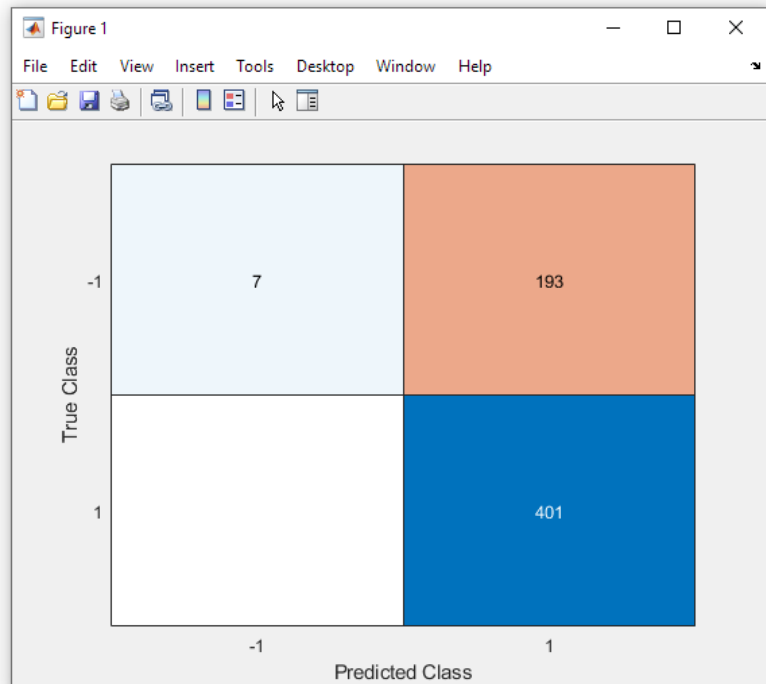 Figure 1
File Edit View Insert Tools Desktop Window Help
-1 7 193
True Class
1 401
-1 1
Predicted Class